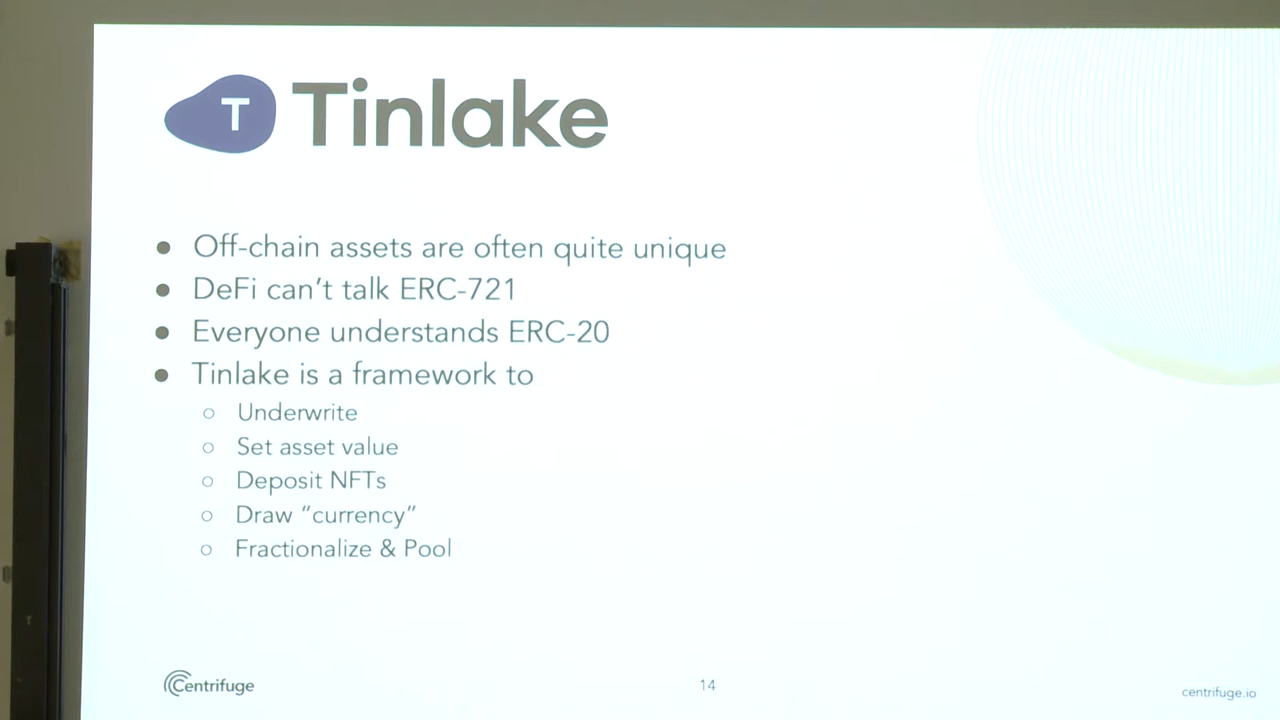 T Tinlake
● Off-chain assets are often quite unique
● DeFi can't talk ERC-721
● Everyone understands ERC-20
● Tinlake is a framework to
○ Underwrite
○ Set asset value
○ Deposit NFTs
○ Draw “currency”
○ Fractionalize & Pool
Centrifuge
14
centrifuge.io